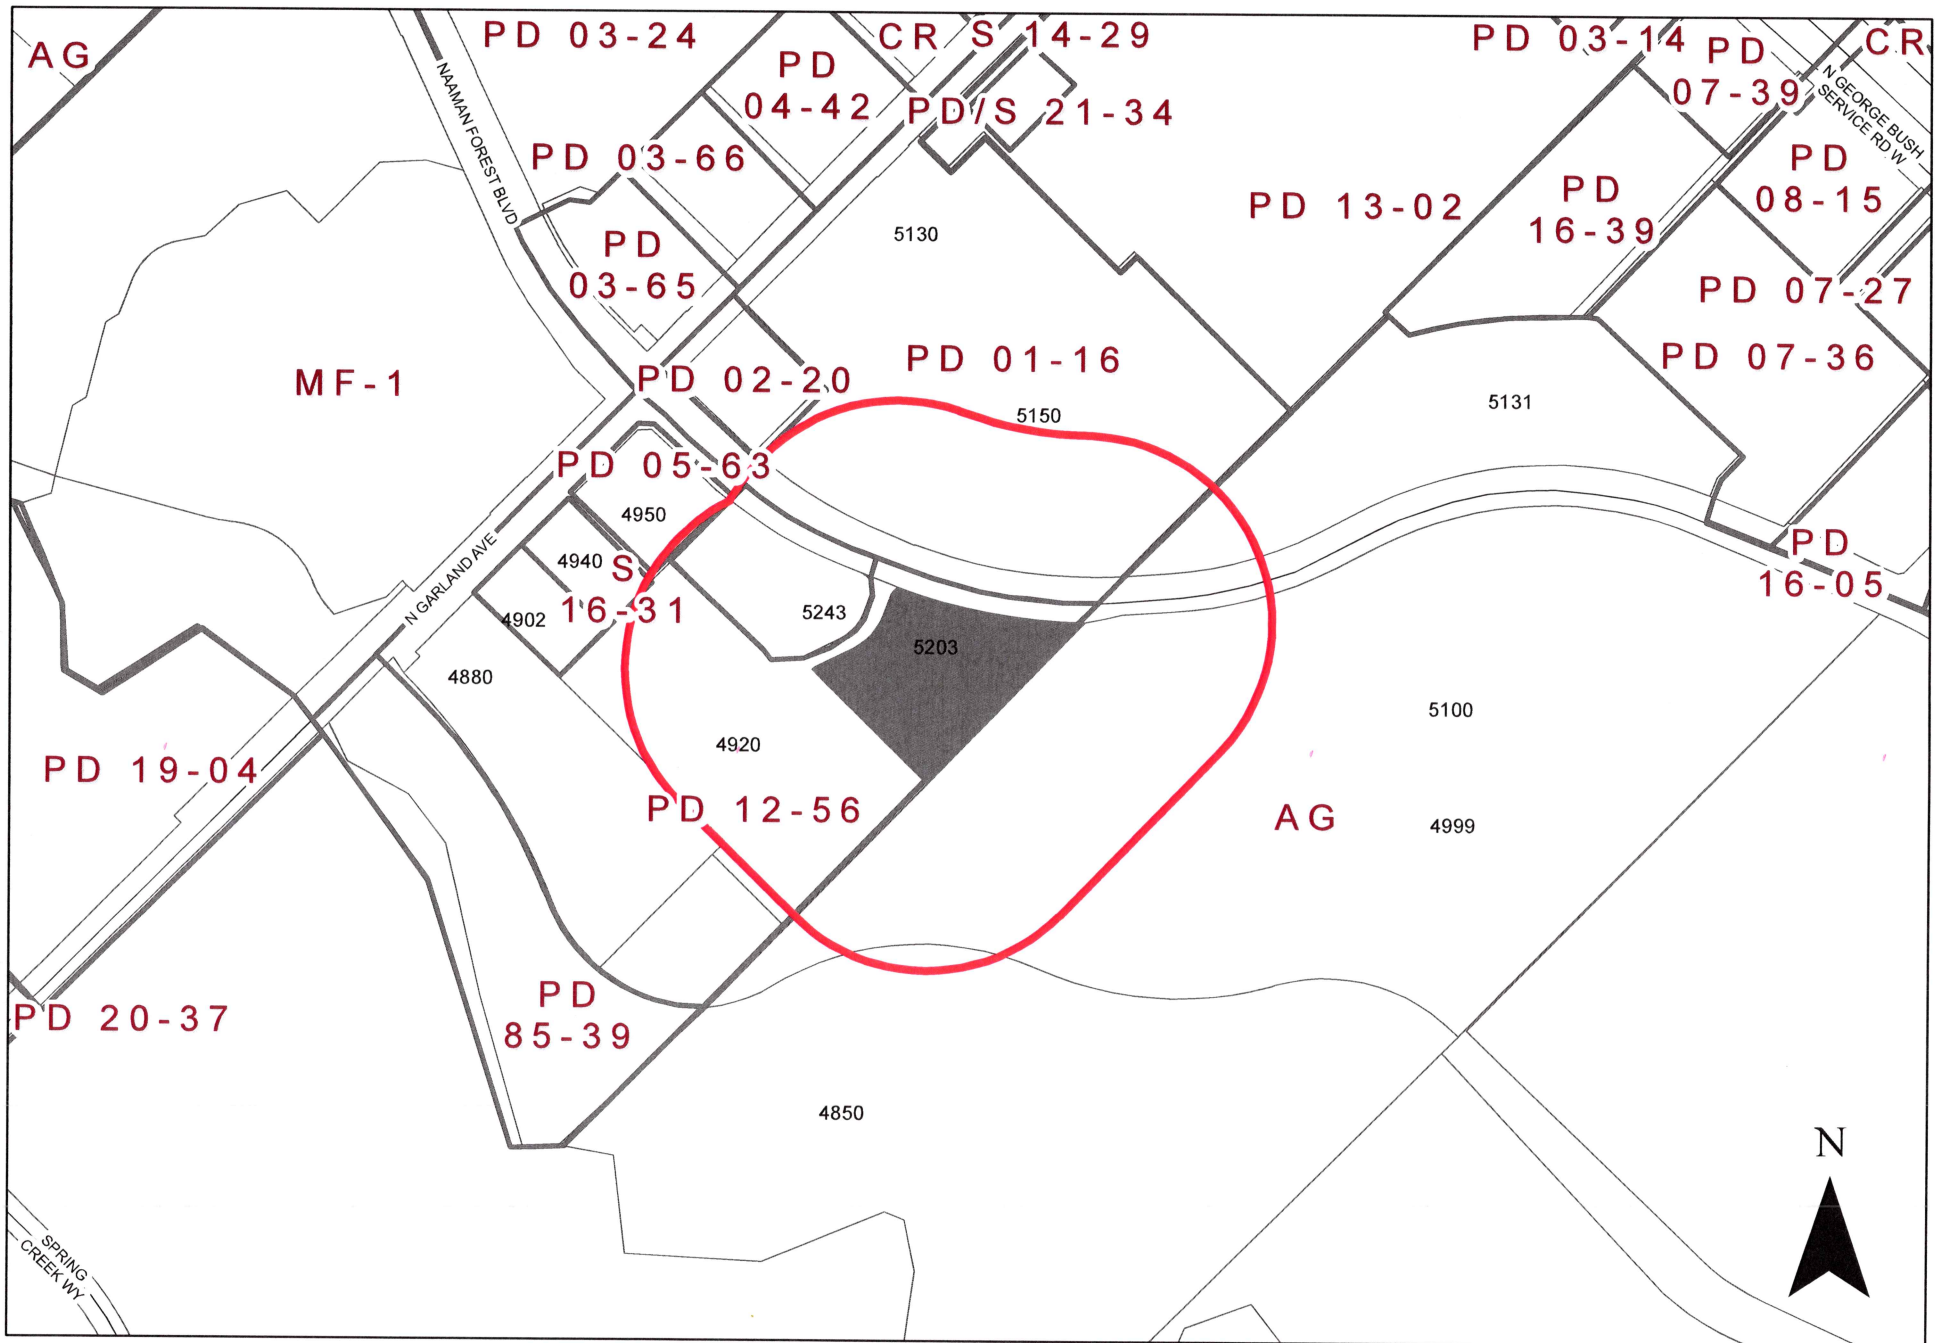 AG
PD 03-24
CR
S 14-29
PD 03-14
PD
07-39
CR
PD
04-42
PD/S 21-34
N GEORGE BUSH
SERVICE RD W
NAAMAN FOREST BLVD
PD 03-66
PD
08-15
PD 13-02
PD
16-39
5130
PD
03-65
PD 07-27
PD 01-16
PD 07-36
MF-1
PD 02-20
5150
5131
PD 05-63
4950
4940
S
16-31
4902
N GARLAND AVE
5243
5203
PD
16-05
4880
4920
5100
PD 19-04
PD 12-56
AG
4999
PD 20-37
PD
85-39
4850
N
SPRING
CREEK WY